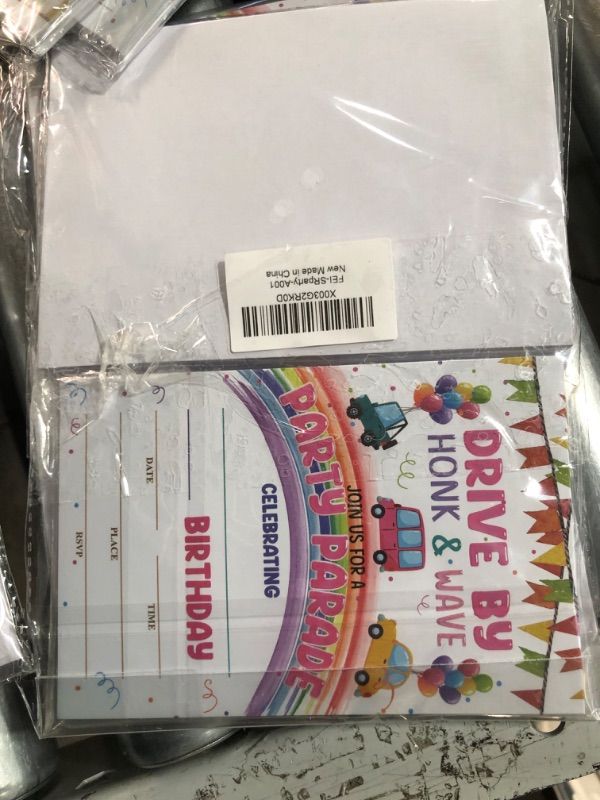 X003G2RK0D
FEI-SRparty-A001
New Made in China
DRIVE BY
HONK & WAVE
JOIN US FOR A
PARTY PARADE
CELEBRATING
BIRTHDAY
DATE TIME
PLACE
RSVP